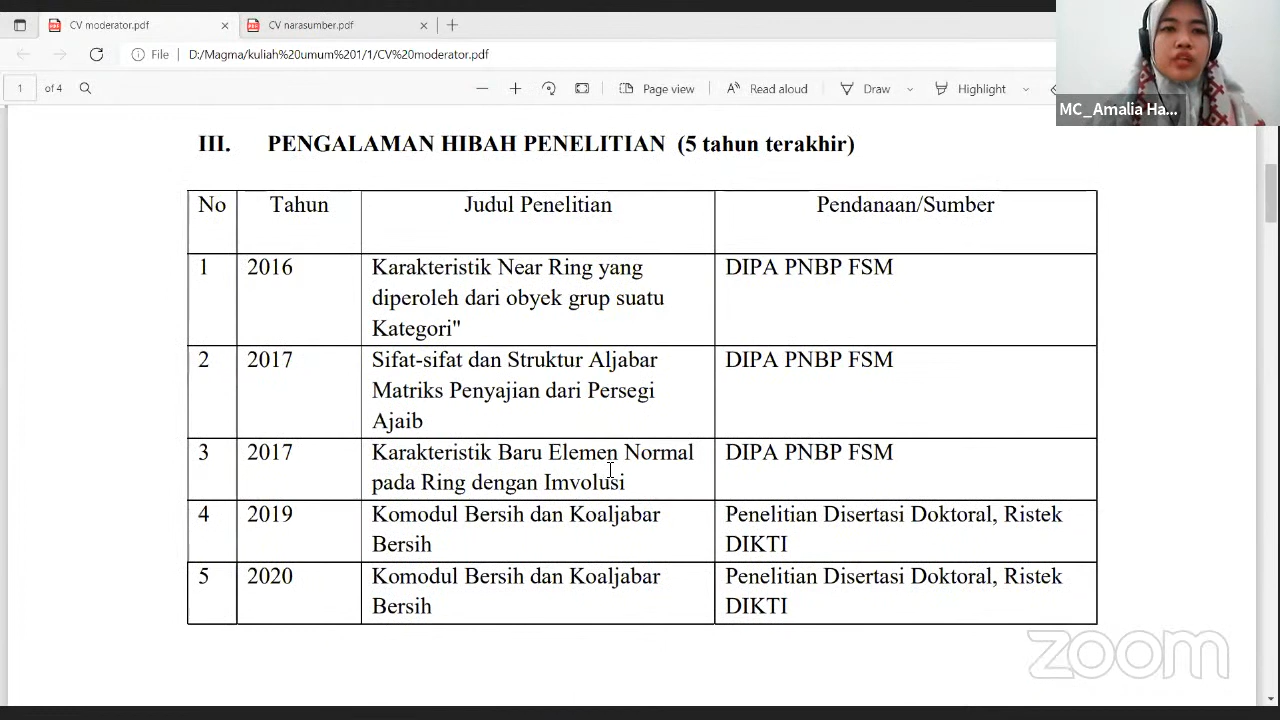 CV moderator.pdf
CV narasumber.pdf
File D:/Magma/kuliah%20umum%201/1/CV%20moderator.pdf
1 of 4 Page view Read aloud Draw Highlight
MC_Amalia Ha...
III. PENGALAMAN HIBAH PENELITIAN (5 tahun terakhir)
No Tahun Judul Penelitian Pendanaan/Sumber
1 2016 Karakteristik Near Ring yang DIPA PNBP FSM
diperoleh dari obyek grup suatu
Kategori"
2 2017 Sifat-sifat dan Struktur Aljabar DIPA PNBP FSM
Matriks Penyajian dari Persegi
Ajaib
3 2017 Karakteristik Baru Elemen Normal DIPA PNBP FSM
pada Ring dengan Imvolusi
4 2019 Komodul Bersih dan Koaljabar Penelitian Disertasi Doktoral, Ristek
Bersih DIKTI
5 2020 Komodul Bersih dan Koaljabar Penelitian Disertasi Doktoral, Ristek
Bersih DIKTI
zoom